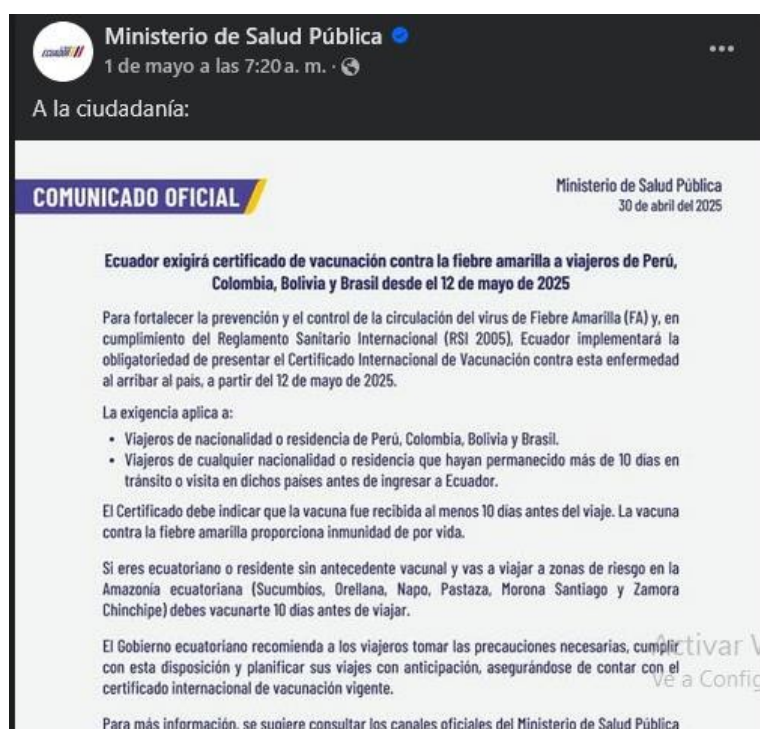 Ministerio de Salud Pública
1 de mayo a las 7:20 a. m. ·
A la ciudadanía:
COMUNICADO OFICIAL
Ministerio de Salud Pública
30 de abril del 2025
Ecuador exigirá certificado de vacunación contra la fiebre amarilla a viajeros de Perú,
Colombia, Bolivia y Brasil desde el 12 de mayo de 2025
Para fortalecer la prevención y el control de la circulación del virus de Fiebre Amarilla (FA) y, en
cumplimiento del Reglamento Sanitario Internacional (RSI 2005), Ecuador implementará la
obligatoriedad de presentar el Certificado Internacional de Vacunación contra esta enfermedad
al arribar al país, a partir del 12 de mayo de 2025.
La exigencia aplica a:
• Viajeros de nacionalidad o residencia de Perú, Colombia, Bolivia y Brasil.
• Viajeros de cualquier nacionalidad o residencia que hayan permanecido más de 10 días en
tránsito o visita en dichos países antes de ingresar a Ecuador.
El Certificado debe indicar que la vacuna fue recibida al menos 10 días antes del viaje. La vacuna
contra la fiebre amarilla proporciona inmunidad de por vida.
Si eres ecuatoriano o residente sin antecedente vacunal y vas a viajar a zonas de riesgo en la
Amazonía ecuatoriana (Sucumbíos, Orellana, Napo, Pastaza, Morona Santiago y Zamora
Chinchipe) debes vacunarte 10 días antes de viajar.
El Gobierno ecuatoriano recomienda a los viajeros tomar las precauciones necesarias, cumplir
con esta disposición y planificar sus viajes con anticipación, asegurándose de contar con el
certificado internacional de vacunación vigente.
Activar W
Ve a Config
Para más información, se sugiere consultar los canales oficiales del Ministerio de Salud Pública